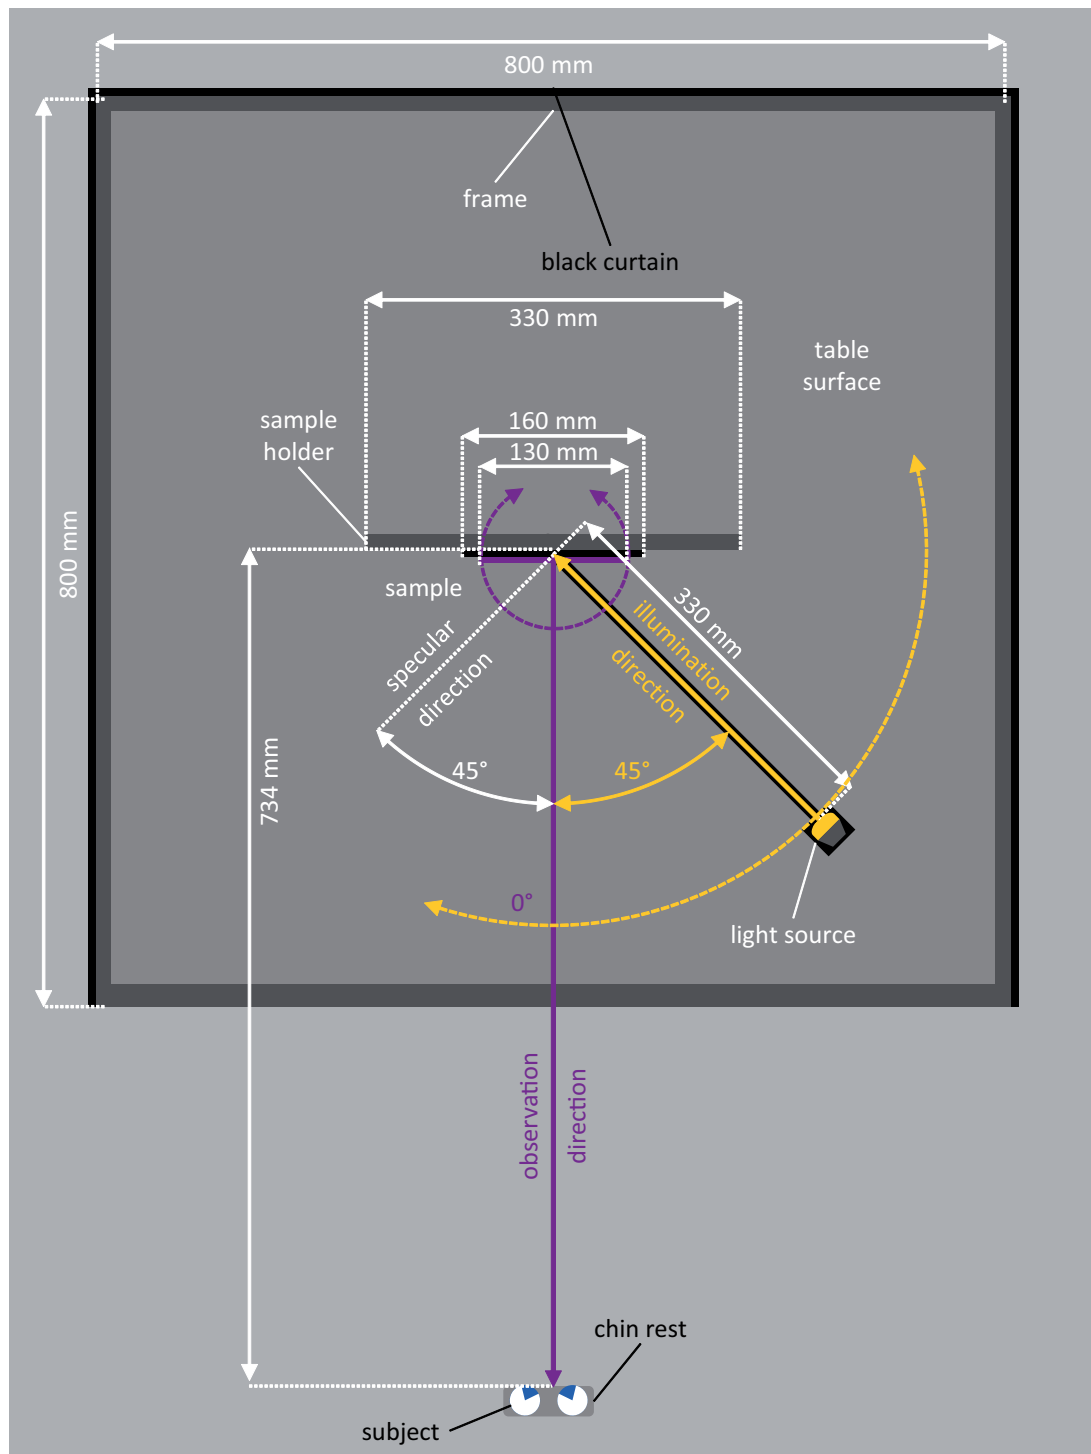 800 mm
frame
black curtain
330 mm
table
surface
sample
holder
160 mm
130 mm
800 mm
sample
specular
direction
330 mm
illumination
direction
45°
45°
734 mm
0°
light source
observation
direction
chin rest
subject